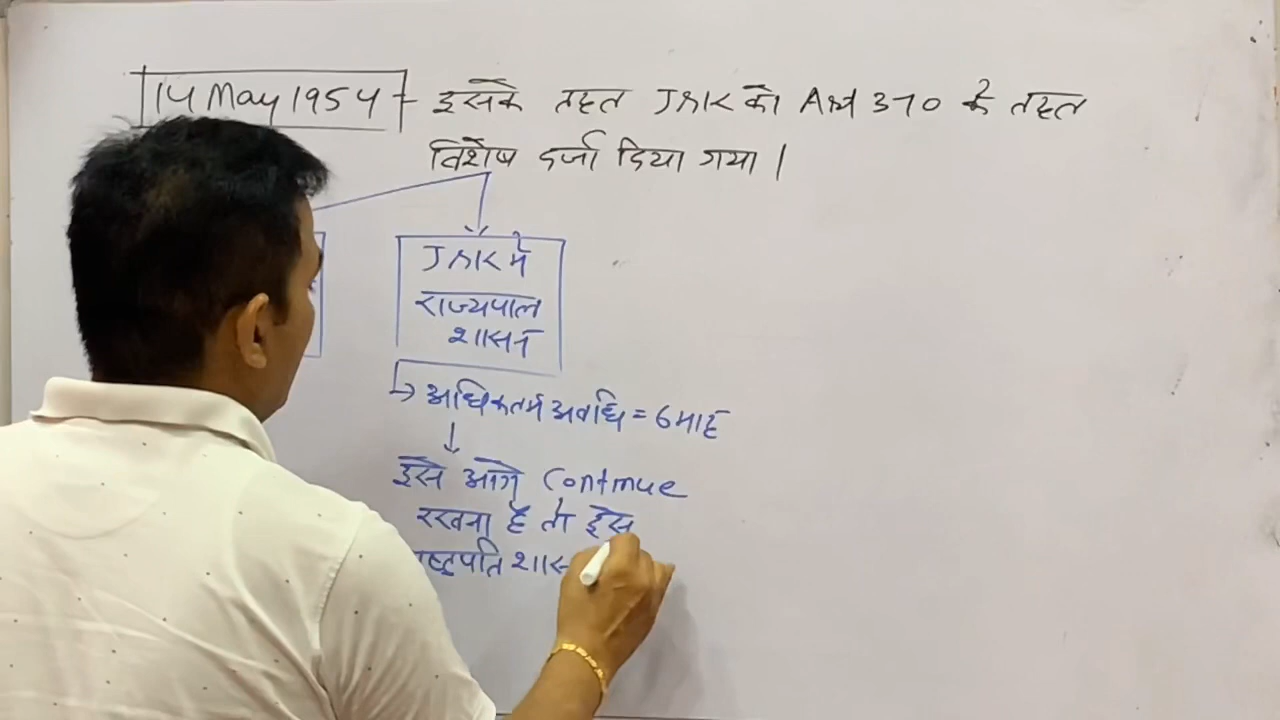 14 May 1954 - इसके तहत J&K को Art 370 के तहत
विशेष दर्जा दिया गया।
J&K में
राज्यपाल
शासन
→ अधिकतम अवधि = 6 माह
↓
इसे आगे Continue
रखना है तो इसे
ाष्ट्रपति शास